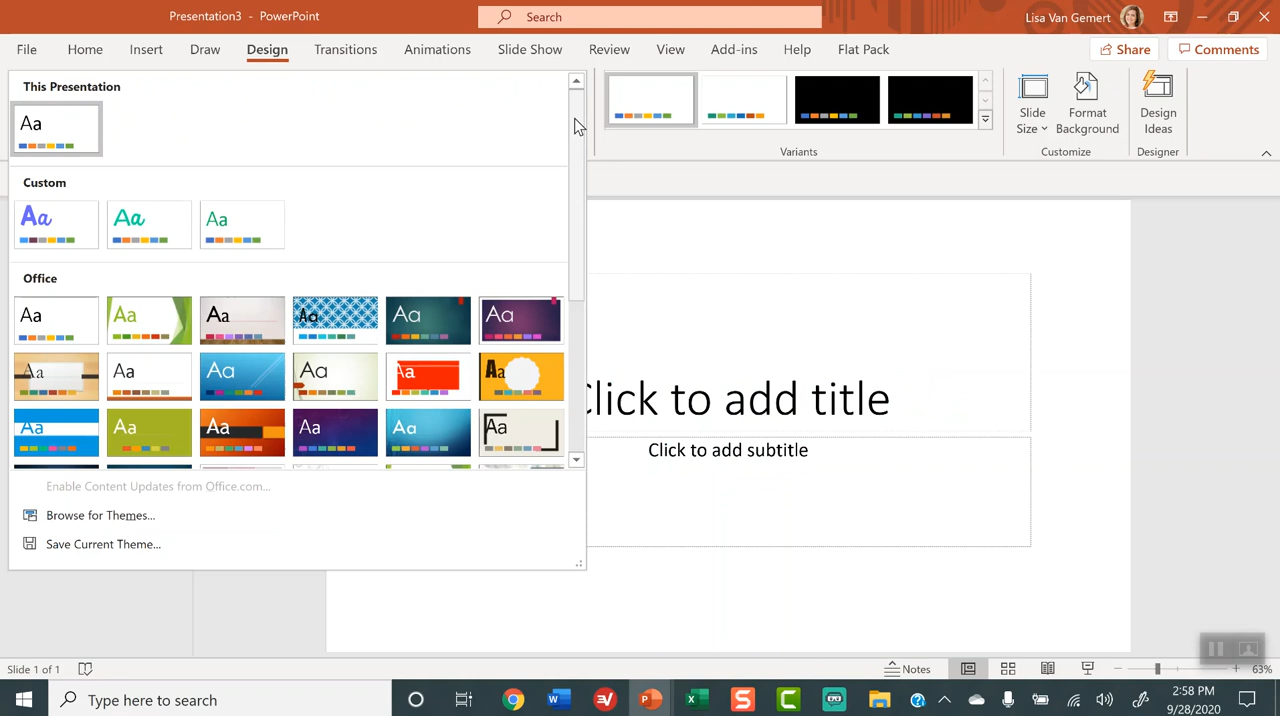 Presentation3 - PowerPoint
Search
Lisa Van Gemert
File Home Insert Draw Design Transitions Animations Slide Show Review View Add-ins Help Flat Pack
Share Comments
This Presentation
Aa
Custom
Aa Aa Aa
Office
Aa Aa Aa Aa Aa Aa
Aa Aa Aa Aa Aa Aa
Aa Aa Aa Aa Aa Aa
Enable Content Updates from Office.com...
Browse for Themes...
Save Current Theme...
Variants
Slide Size
Format Background
Customize
Design Ideas
Designer
lick to add title
Click to add subtitle
Slide 1 of 1
Notes
63%
Type here to search
2:58 PM
9/28/2020